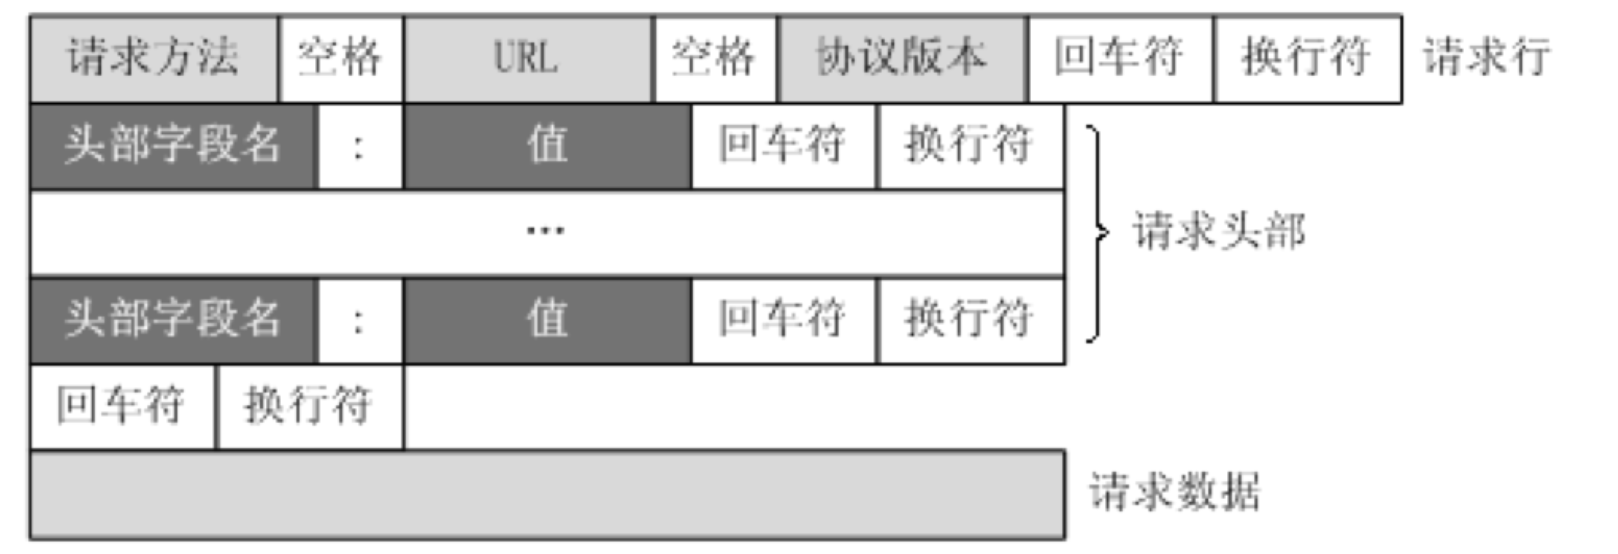 请求方法 空格 URL 空格 协议版本 回车符 换行符 请求行
头部字段名 : 值 回车符 换行符
...
请求头部
头部字段名 : 值 回车符 换行符
回车符 换行符
请求数据